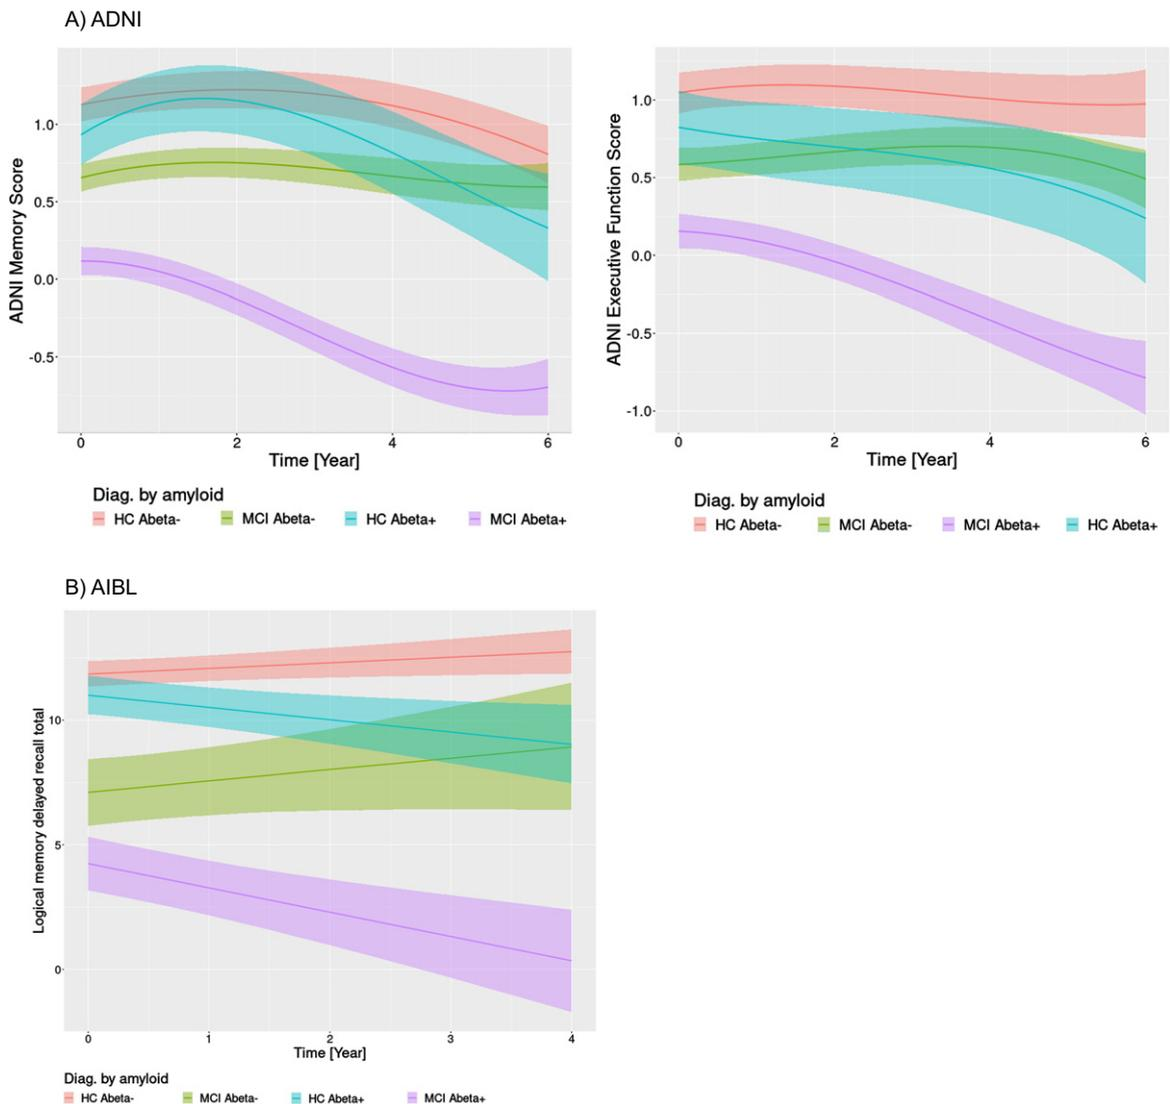 A) ADNI
ADNI Memory Score
1.0
0.5
0.0
-0.5
0 2 4 6
Time [Year]
Diag. by amyloid
HC Abeta- MCI Abeta- HC Abeta+ MCI Abeta+
ADNI Executive Function Score
1.0
0.5
0.0
-0.5
-1.0
0 2 4 6
Time [Year]
Diag. by amyloid
HC Abeta- MCI Abeta- MCI Abeta+ HC Abeta+
B) AIBL
Logical memory delayed recall total
10
5
0
0 1 2 3 4
Time [Year]
Diag. by amyloid
HC Abeta- MCI Abeta- HC Abeta+ MCI Abeta+